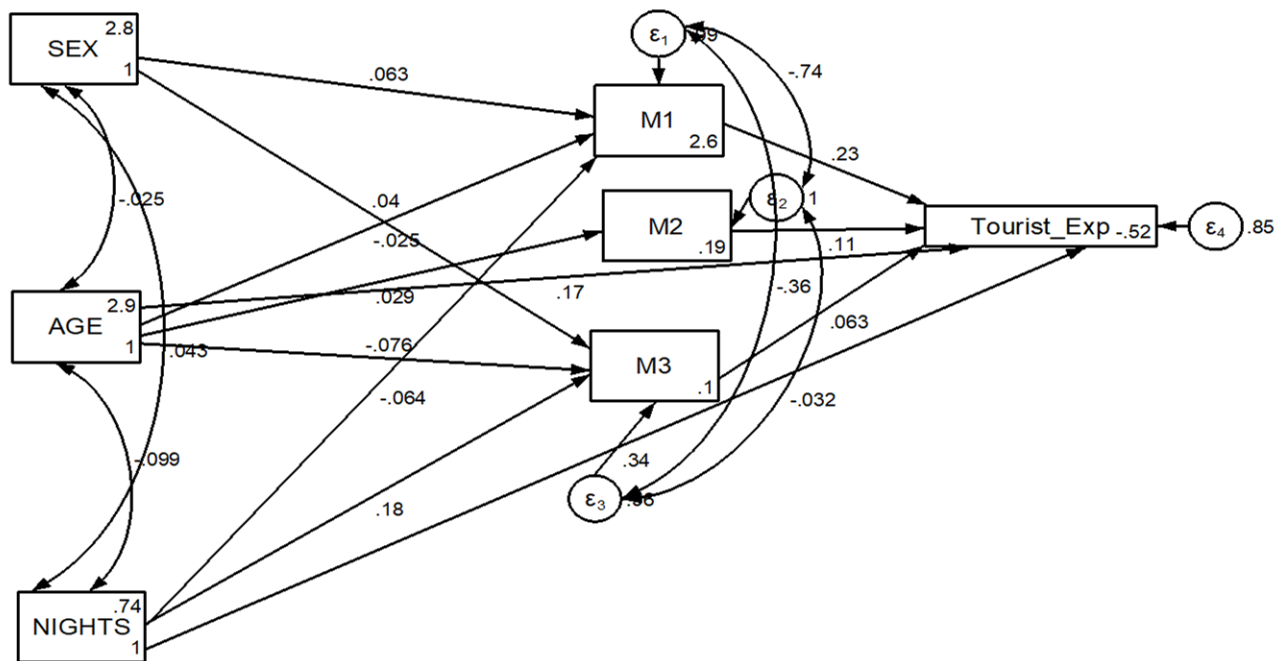 2.8
SEX
1
ε1
.99
-.74
.063
M1
2.6
.23
-.025
.04
M2
.19
ε2
1
Tourist_Exp
-.52
ε4
.85
-.025
.11
.029
.17
-.36
2.9
AGE
1
.043
-.076
.063
M3
.1
-.064
-.032
-.099
.34
ε3
.18
.74
NIGHTS
1